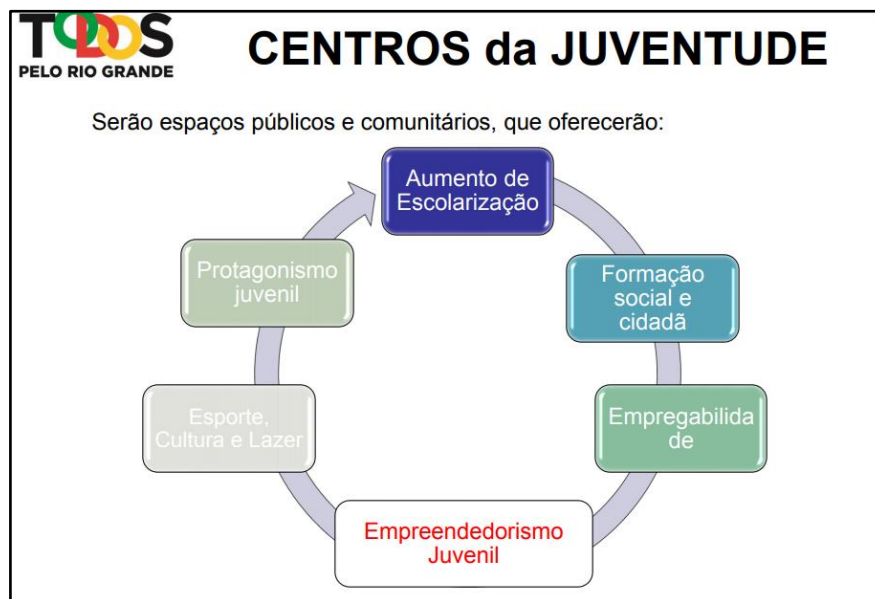 TODOS
PELO RIO GRANDE
CENTROS da JUVENTUDE
Serão espaços públicos e comunitários, que oferecerão:
Aumento de
Escolarização
Formação
social e
cidadã
Empregabilida
de
Empreendedorismo
Juvenil
Esporte,
Cultura e Lazer
Protagonismo
juvenil